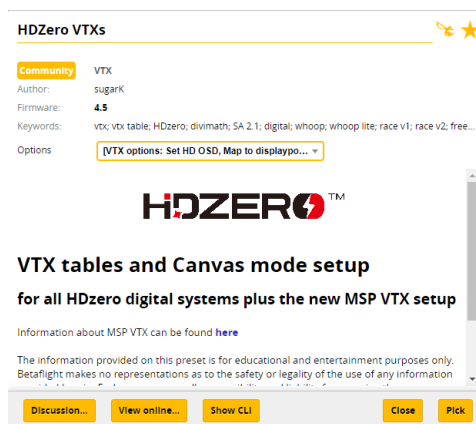 HDZero VTXs
Community VTX
Author: sugarK
Firmware: 4.5
Keywords: vtx; vtx table; HDzero; divimath; SA 2.1; digital; whoop; whoop lite; race v1; race v2; free...
Options [VTX options: Set HD OSD, Map to displaypo...
HDZERO™
VTX tables and Canvas mode setup
for all HDzero digital systems plus the new MSP VTX setup
Information about MSP VTX can be found here
The information provided on this preset is for educational and entertainment purposes only.
Betaflight makes no representations as to the safety or legality of the use of any information
Discussion... View online... Show CLI Close Pick